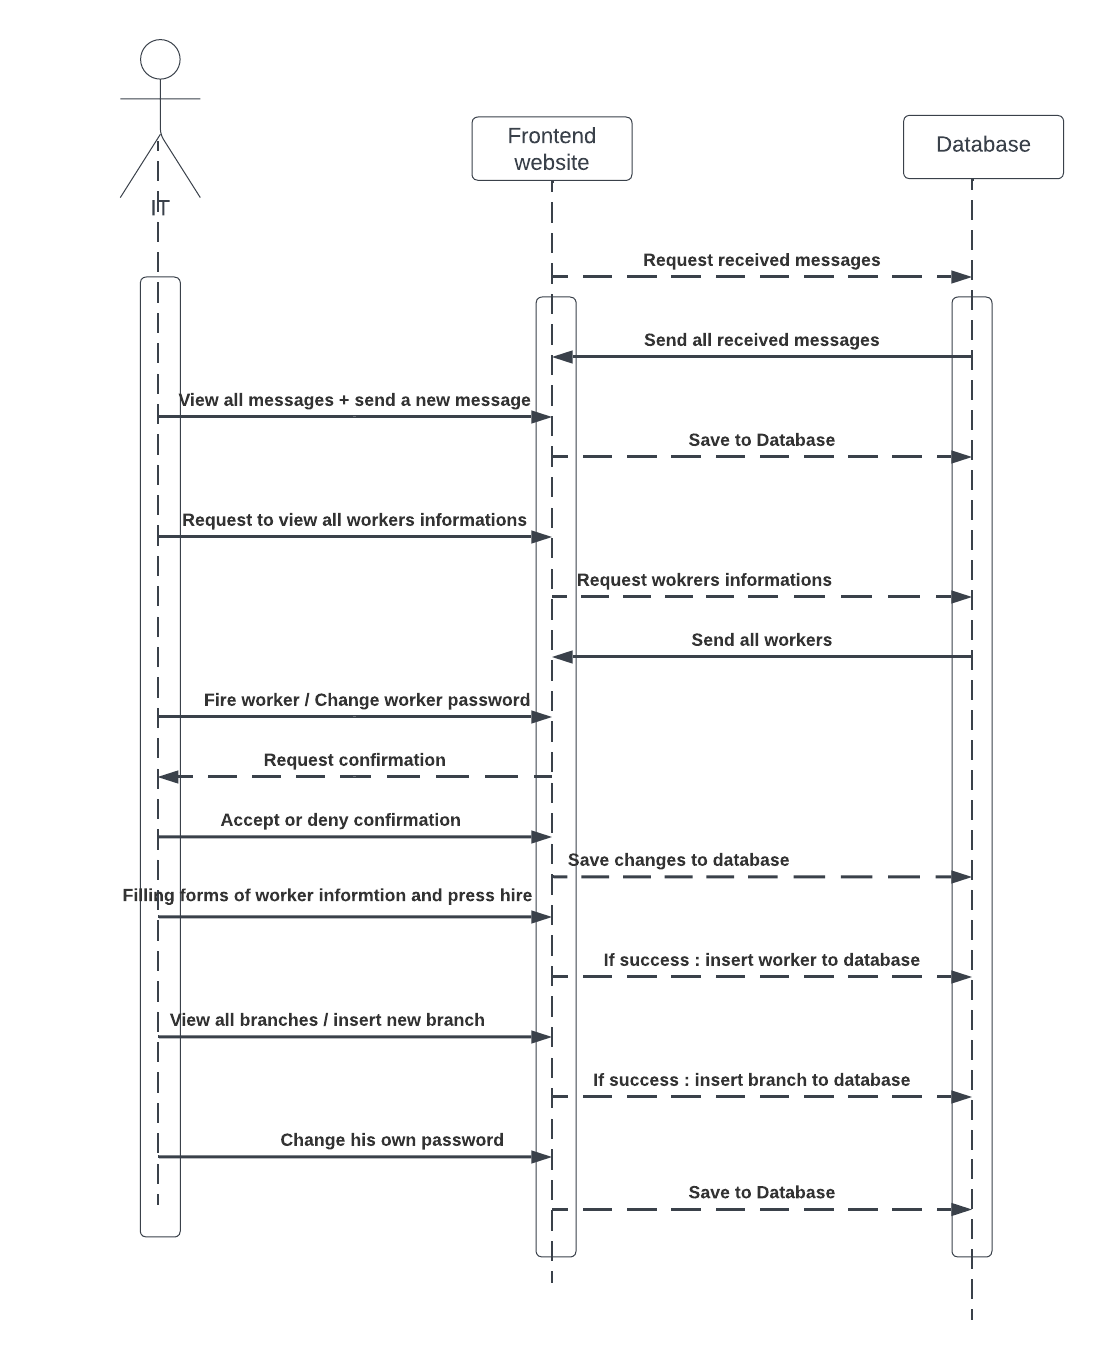 IT
Frontend
website
Database
Request received messages
Send all received messages
View all messages + send a new message
Save to Database
Request to view all workers informations
Request wokrers informations
Send all workers
Fire worker / Change worker password
Request confirmation
Accept or deny confirmation
Save changes to database
Filling forms of worker informtion and press hire
If success : insert worker to database
View all branches / insert new branch
If success : insert branch to database
Change his own password
Save to Database